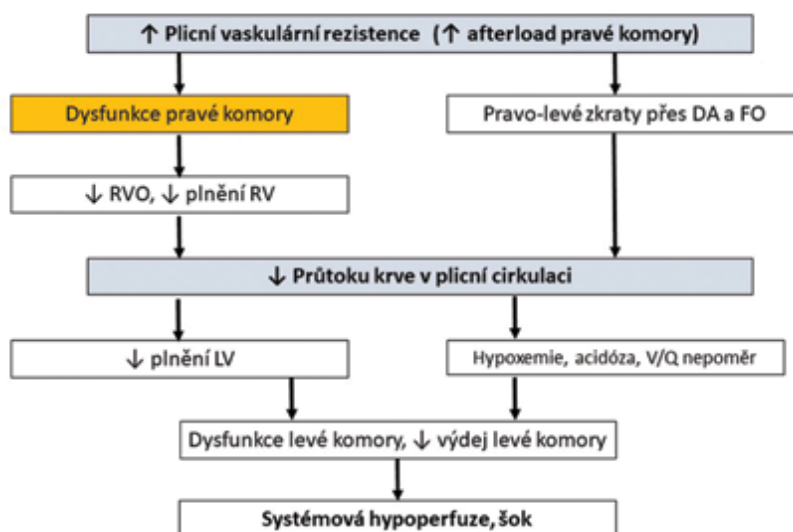 ↑ Plicní vaskulární rezistence (↑ afterload pravé komory)
Dysfunkce pravé komory
Pravo-levé zkraty přes DA a FO
↓ RVO, ↓ plnění RV
↓ Průtoku krve v plicní cirkulaci
↓ plnění LV
Hypoxemie, acidóza, V/Q nepoměr
Dysfunkce levé komory, ↓ výdej levé komory
Systémová hypoperfuze, šok